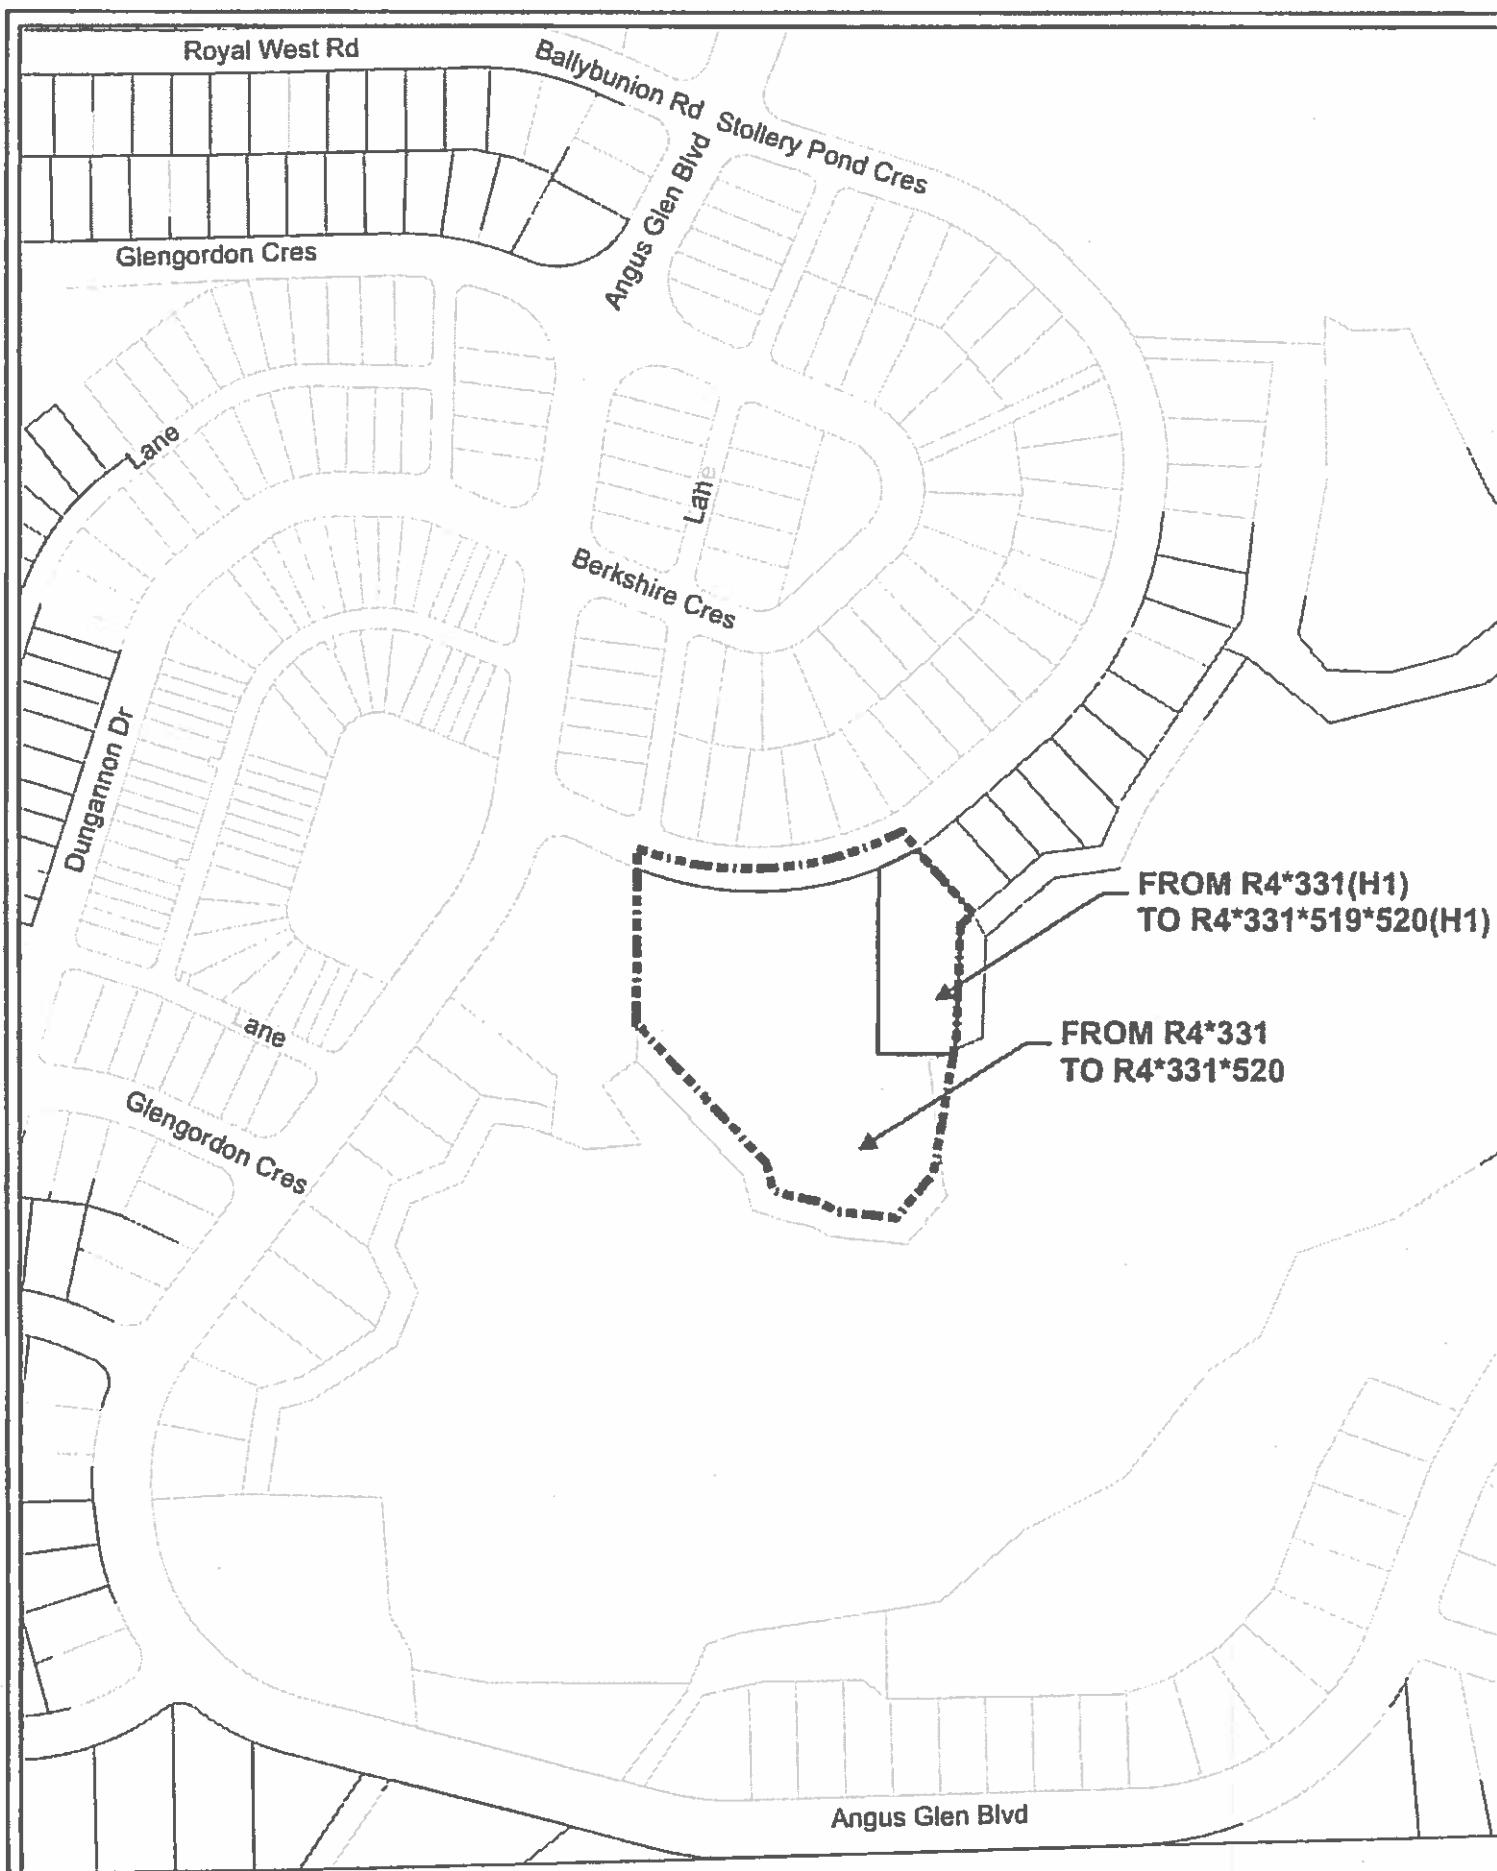 Royal West Rd
Ballybunion Rd
Stollery Pond Cres
Angus Glen Blvd
Glengordon Cres
Lane
Lane
Berkshire Cres
Dungannon Dr
FROM R4*331(H1)
TO R4*331*519*520(H1)
Lane
FROM R4*331
TO R4*331*520
Glengordon Cres
Angus Glen Blvd